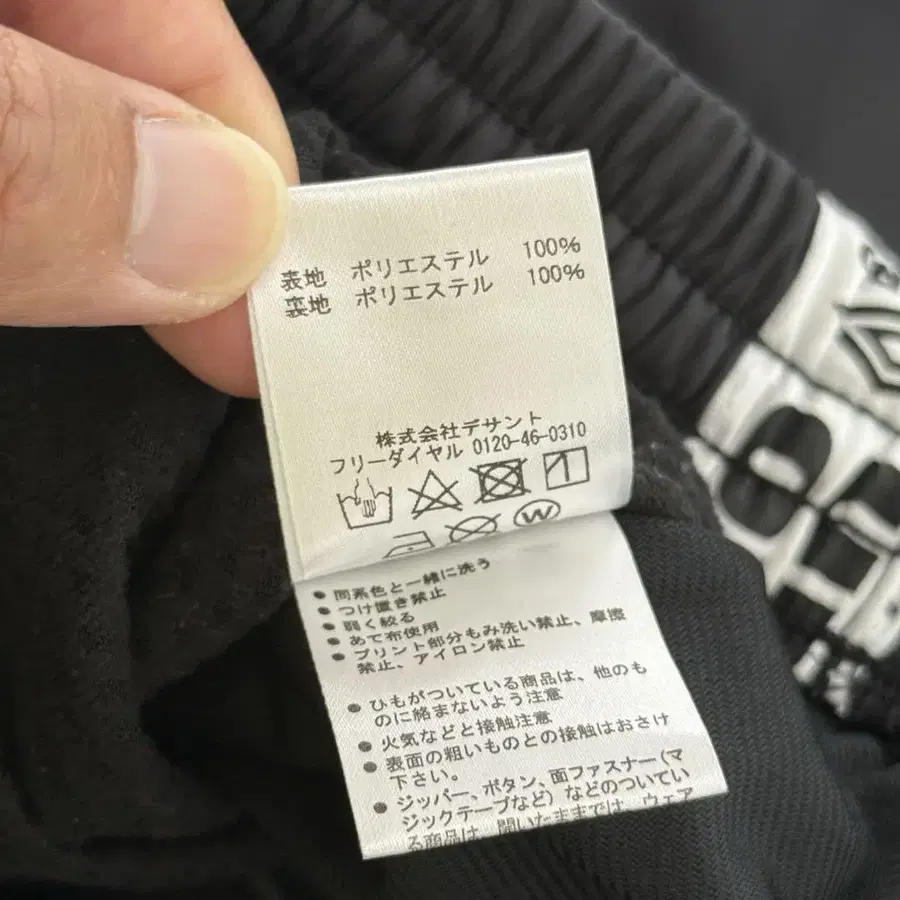 表地 ポリエステル 100%
裏地 ポリエステル 100%
株式会社デサント
フリーダイヤル 0120-46-0310
W
● 同系色と一緒に洗う
● つけ置き禁止
● 弱く絞る
● あて布使用
● プリント部分もみ洗い禁止、摩擦
禁止、アイロン禁止
● ひもがついている商品は、他のも
のに絡まないよう注意
● 火気などと接触注意
● 表面の粗いものとの接触はおさけ
下さい。
● ジッパー、ボタン、面ファスナー(マ
ジックテープなど)などのついてい
る商品は、開いたままでは、ウェア